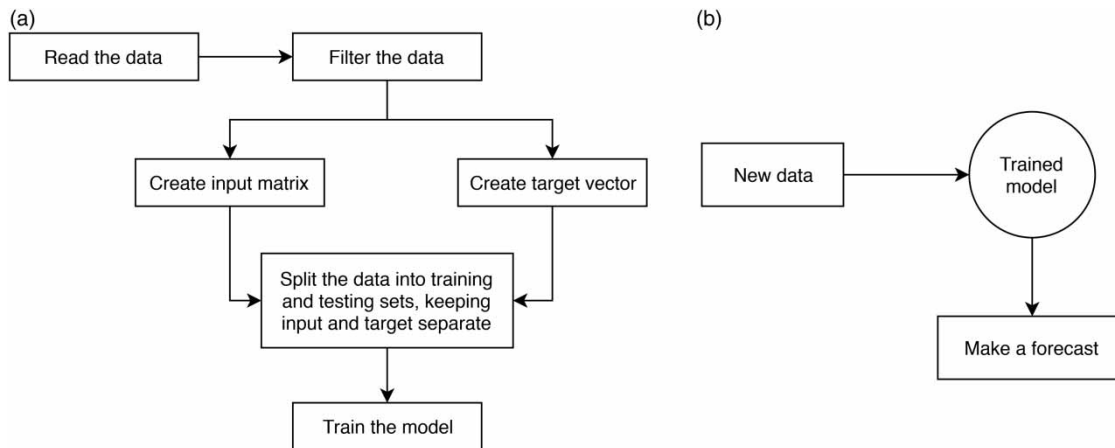 (a)
Read the data
Filter the data
Create input matrix
Create target vector
Split the data into training
and testing sets, keeping
input and target separate
Train the model
(b)
New data
Trained
model
Make a forecast